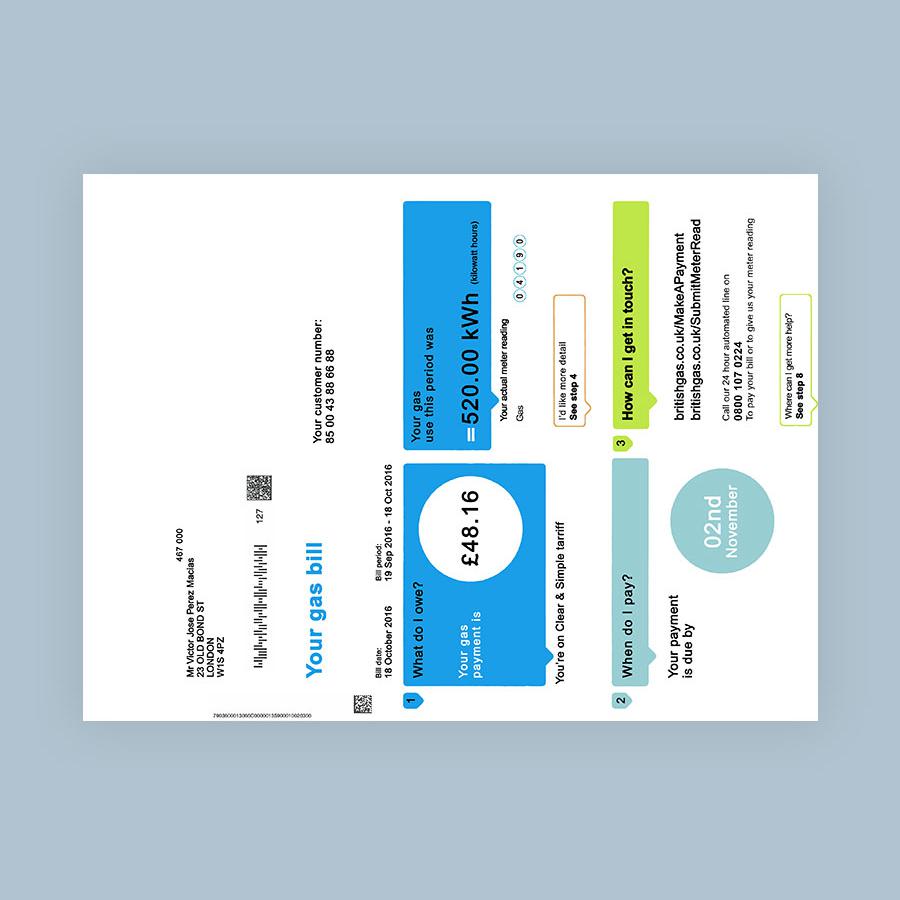 467 000
Mr Victor Jose Perez Macias
23 OLD BOND ST
LONDON
W1S 4PZ
127
Your gas bill
Your customer number:
85 00 43 88 66 88
Bill date:
18 October 2016
Bill period:
19 Sep 2016 - 18 Oct 2016
1
What do I owe?
Your gas
payment is
£48.16
You're on Clear & Simple tarriff
Your gas
use this period was
=520.00 kWh (kilowatt hours)
Your actual meter reading
Gas
0 4 1 9 0
I'd like more detail
See step 4
2
When do I pay?
Your payment
is due by
02nd
November
3
How can I get in touch?
britishgas.co.uk/MakeAPayment
britishgas.co.uk/SubmitMeterRead
Call our 24 hour automated line on
0800 107 0224
To pay your bill or to give us your meter reading
Where can I get more help?
See step 8